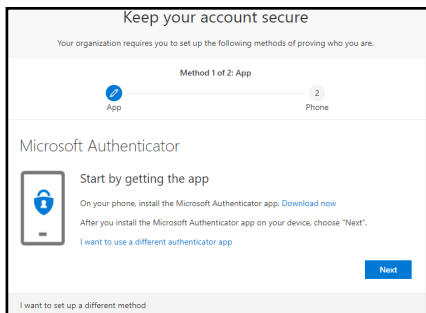 Keep your account secure
Your organization requires you to set up the following methods of proving who you are.
Method 1 of 2: App
App
2
Phone
Microsoft Authenticator
Start by getting the app
On your phone, install the Microsoft Authenticator app. Download now
After you install the Microsoft Authenticator app on your device, choose "Next".
I want to use a different authenticator app
Next
I want to set up a different method